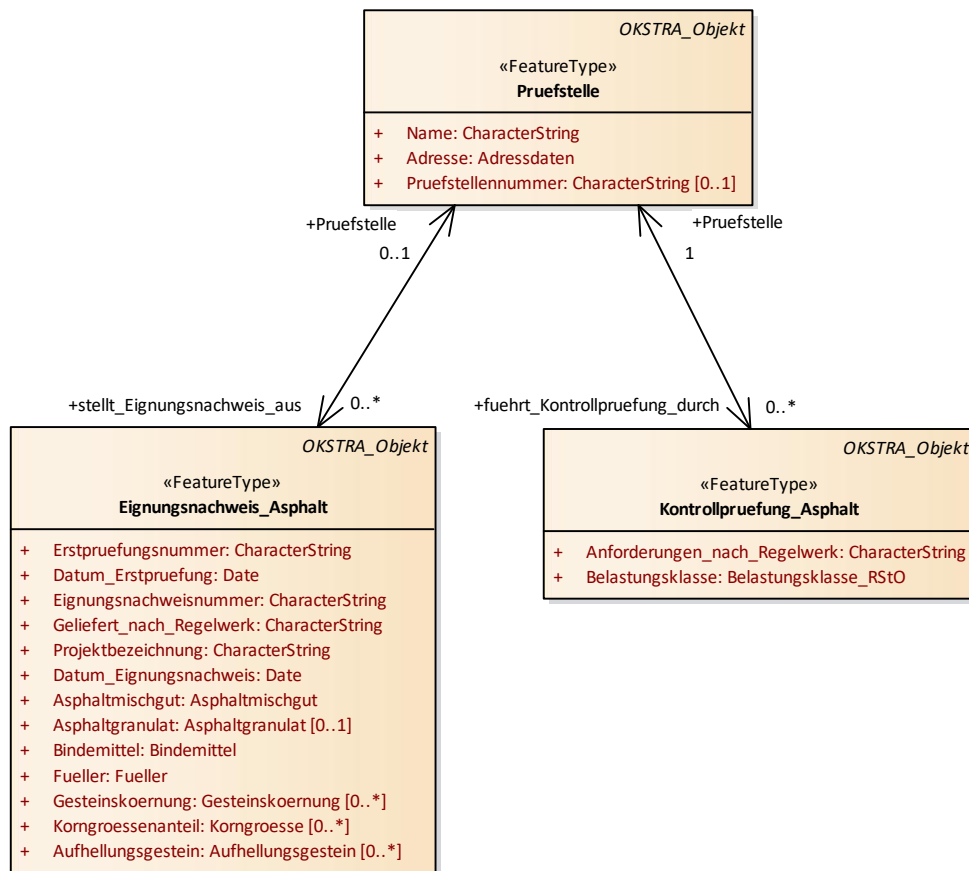 OKSTRA_Objekt
«FeatureType»
Pruefstelle
+ Name: CharacterString
+ Adresse: Adressdaten
+ Pruefstellennummer: CharacterString [0..1]
+Pruefstelle
0..1
+Pruefstelle
1
+stellt_Eignungsnachweis_aus
0..*
+fuehrt_Kontrollpruefung_durch
0..*
OKSTRA_Objekt
«FeatureType»
Eignungsnachweis_Asphalt
+ Erstpruefungsnummer: CharacterString
+ Datum_Erstpruefung: Date
+ Eignungsnachweisnummer: CharacterString
+ Geliefert_nach_Regelwerk: CharacterString
+ Projektbezeichnung: CharacterString
+ Datum_Eignungsnachweis: Date
+ Asphaltmischgut: Asphaltmischgut
+ Asphaltgranulat: Asphaltgranulat [0..1]
+ Bindemittel: Bindemittel
+ Fueller: Fueller
+ Gesteinskoernung: Gesteinskoernung [0..*]
+ Korngroessenanteil: Korngroesse [0..*]
+ Aufhellungsgestein: Aufhellungsgestein [0..*]
OKSTRA_Objekt
«FeatureType»
Kontrollpruefung_Asphalt
+ Anforderungen_nach_Regelwerk: CharacterString
+ Belastungsklasse: Belastungsklasse_RStO